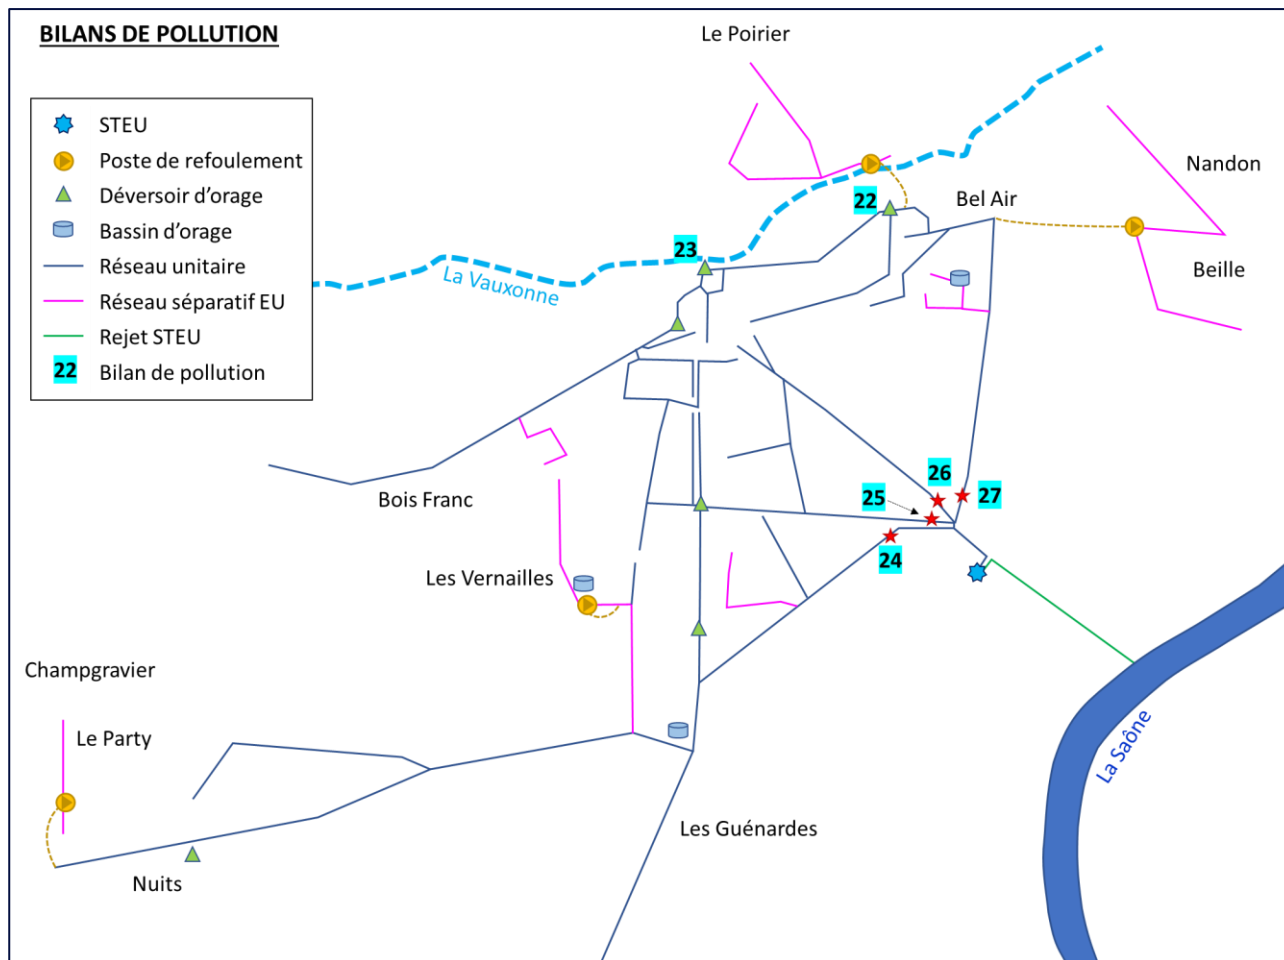 BILANS DE POLLUTION
STEU
Poste de refoulement
Déversoir d'orage
Bassin d'orage
Réseau unitaire
Réseau séparatif EU
Rejet STEU
22 Bilan de pollution
Le Poirier
Nandon
22
Bel Air
23
Beille
La Vauxonne
26
27
25
Bois Franc
24
Les Vernailles
Champgravier
Le Party
La Saône
Les Guénardes
Nuits